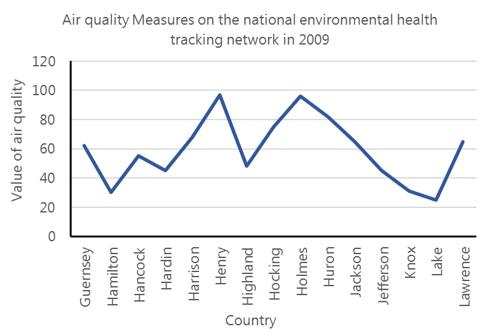 Air quality Measures on the national environmental health
tracking network in 2009
Value of air quality
120
100
80
60
40
20
0
Guernsey
Hamilton
Hancock
Hardin
Harrison
Henry
Highland
Hocking
Holmes
Huron
Jackson
Jefferson
Knox
Lake
Lawrence
Country